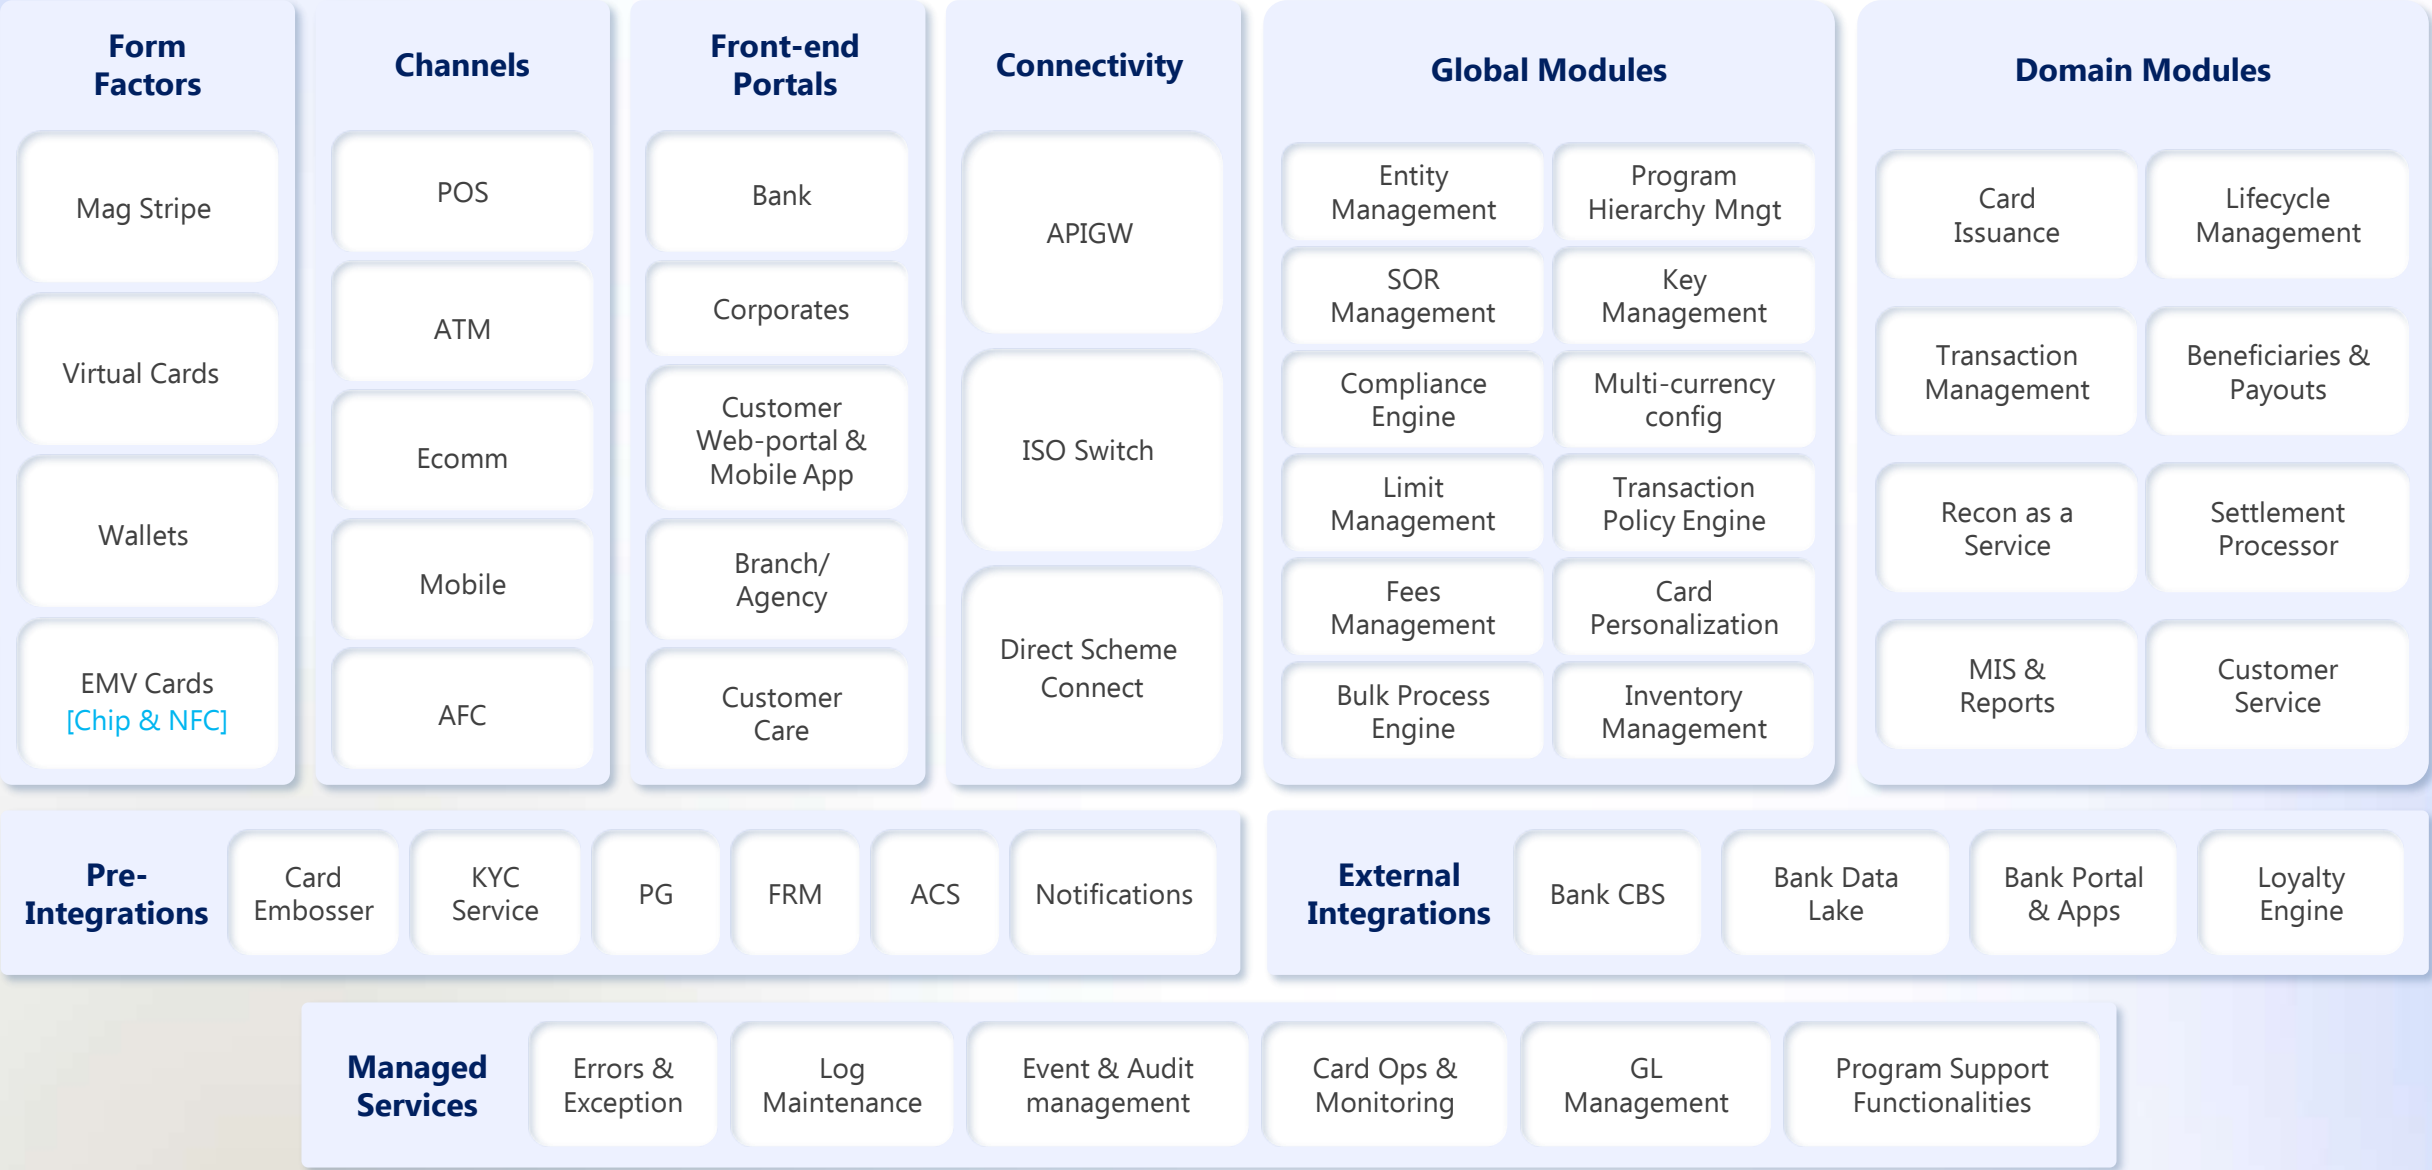 Form
Factors
Mag Stripe
Virtual Cards
Wallets
EMV Cards
[Chip & NFC]
Channels
POS
ATM
Ecomm
Mobile
AFC
Front-end
Portals
Bank
Corporates
Customer
Web-portal &
Mobile App
Branch/
Agency
Customer
Care
Connectivity
APIGW
ISO Switch
Direct Scheme
Connect
Global Modules
Entity
Management
Program
Hierarchy Mngt
SOR
Management
Key
Management
Compliance
Engine
Multi-currency
config
Limit
Management
Transaction
Policy Engine
Fees
Management
Card
Personalization
Bulk Process
Engine
Inventory
Management
Domain Modules
Card
Issuance
Lifecycle
Management
Transaction
Management
Beneficiaries &
Payouts
Recon as a
Service
Settlement
Processor
MIS &
Reports
Customer
Service
Pre-
Integrations
Card
Embosser
KYC
Service
PG
FRM
ACS
Notifications
External
Integrations
Bank CBS
Bank Data
Lake
Bank Portal
& Apps
Loyalty
Engine
Managed
Services
Errors &
Exception
Log
Maintenance
Event & Audit
management
Card Ops &
Monitoring
GL
Management
Program Support
Functionalities